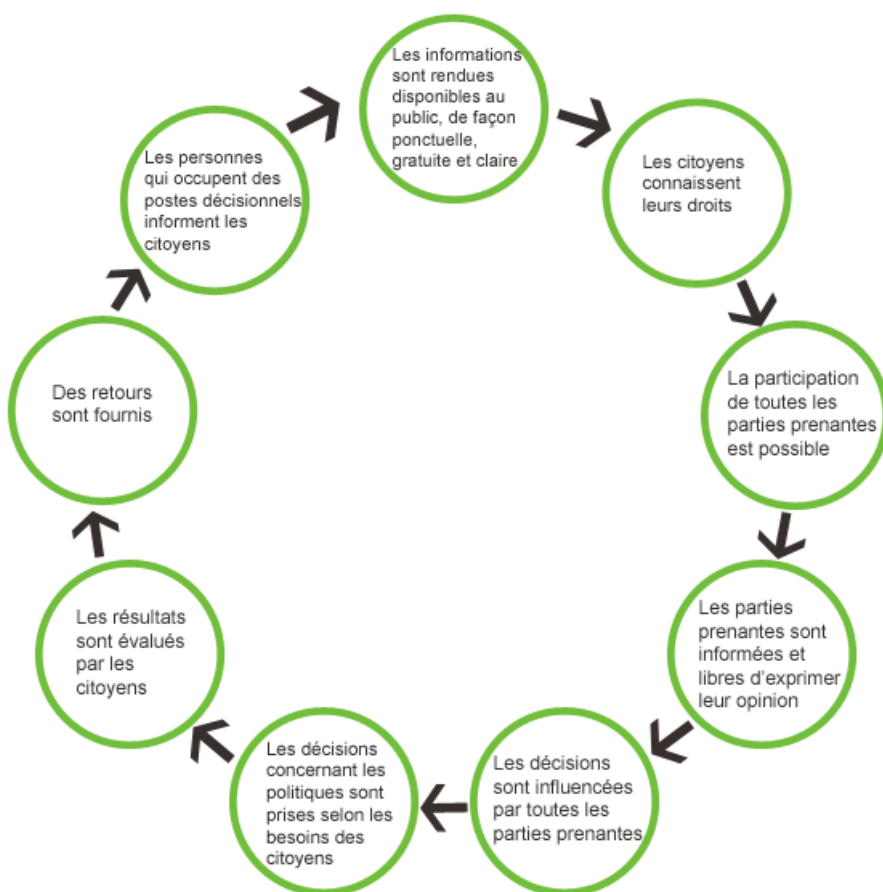 Les informations
sont rendues
disponibles au
public, de façon
ponctuelle,
gratuite et claire
Les citoyens
connaissent
leurs droits
La participation
de toutes les
parties prenantes
est possible
Les parties
prenantes sont
informées et
libres d'exprimer
leur opinion
Les décisions
sont influencées
par toutes les
parties prenantes
Les décisions
concernant les
politiques sont
prises selon les
besoins des
citoyens
Les résultats
sont évalués
par les
citoyens
Des retours
sont fournis
Les personnes
qui occupent des
postes décisionnels
informent les
citoyens